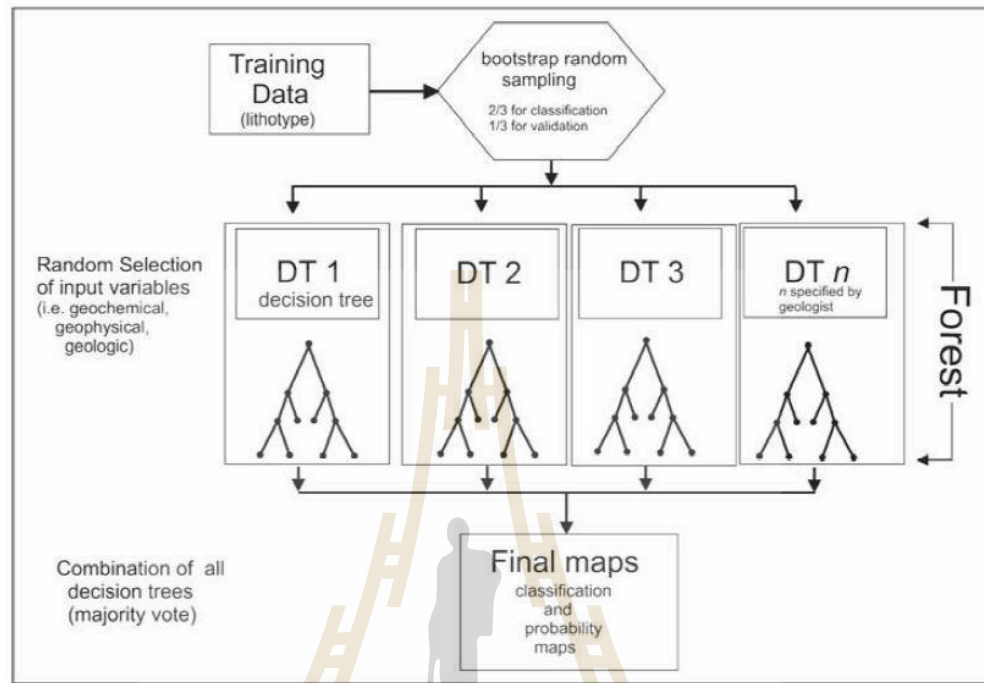 Training
Data
(lithotype)
bootstrap random
sampling
2/3 for classification
1/3 for validation
Random Selection
of input variables
(i.e. geochemical,
geophysical,
geologic)
DT 1
decision tree
DT 2
DT 3
DT n
n specified by
geologist
Forest
Combination of all
decision trees
(majority vote)
Final maps
classification
and
probability
maps